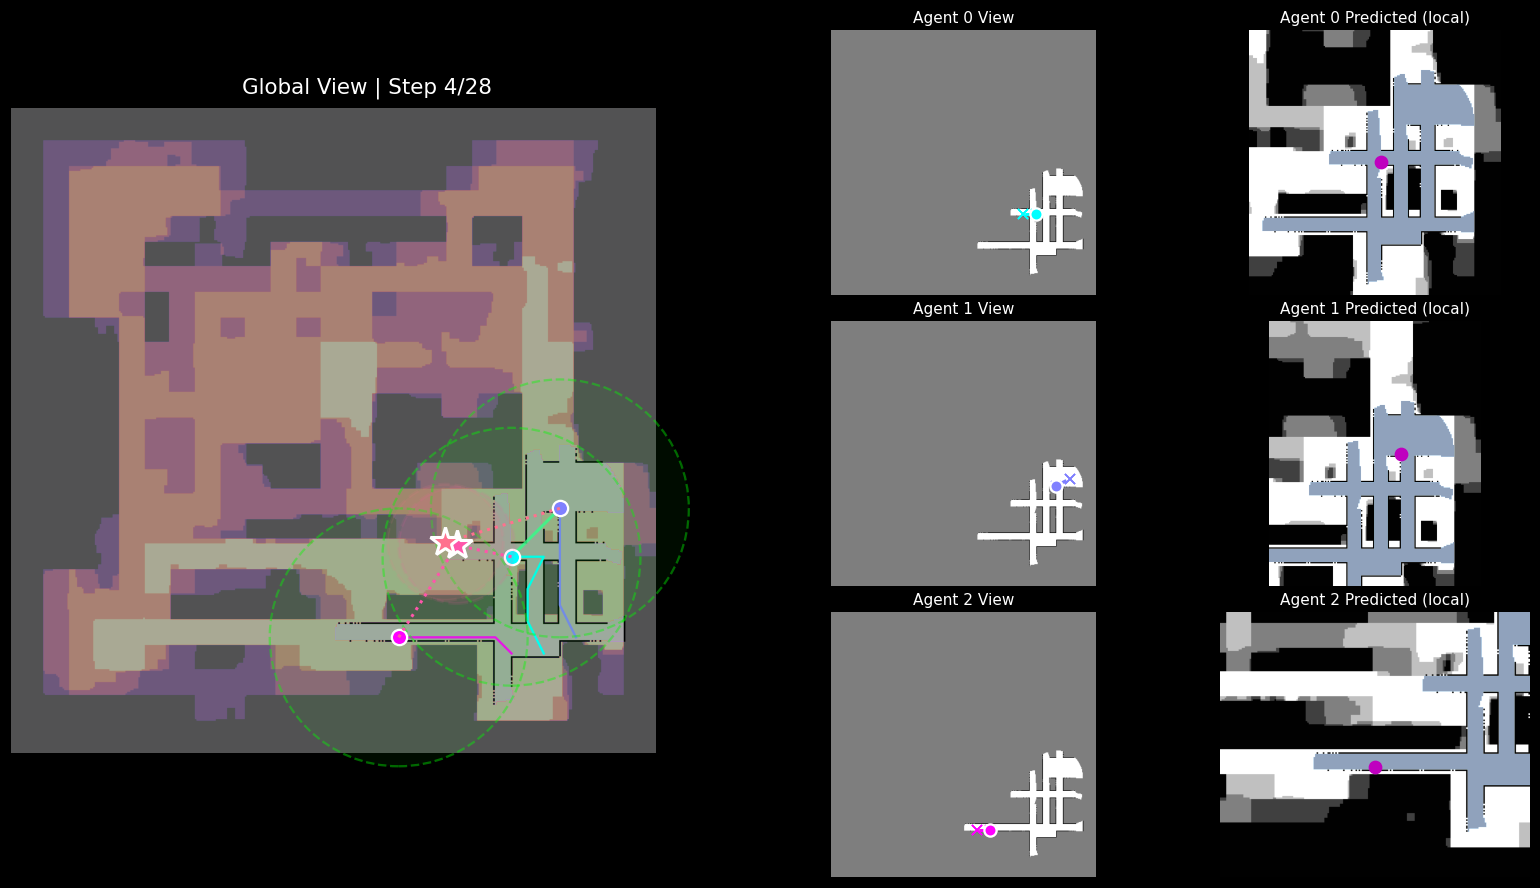 Global View | Step 4/28
Agent 0 View
Agent 0 Predicted (local)
Agent 1 View
Agent 1 Predicted (local)
Agent 2 View
Agent 2 Predicted (local)